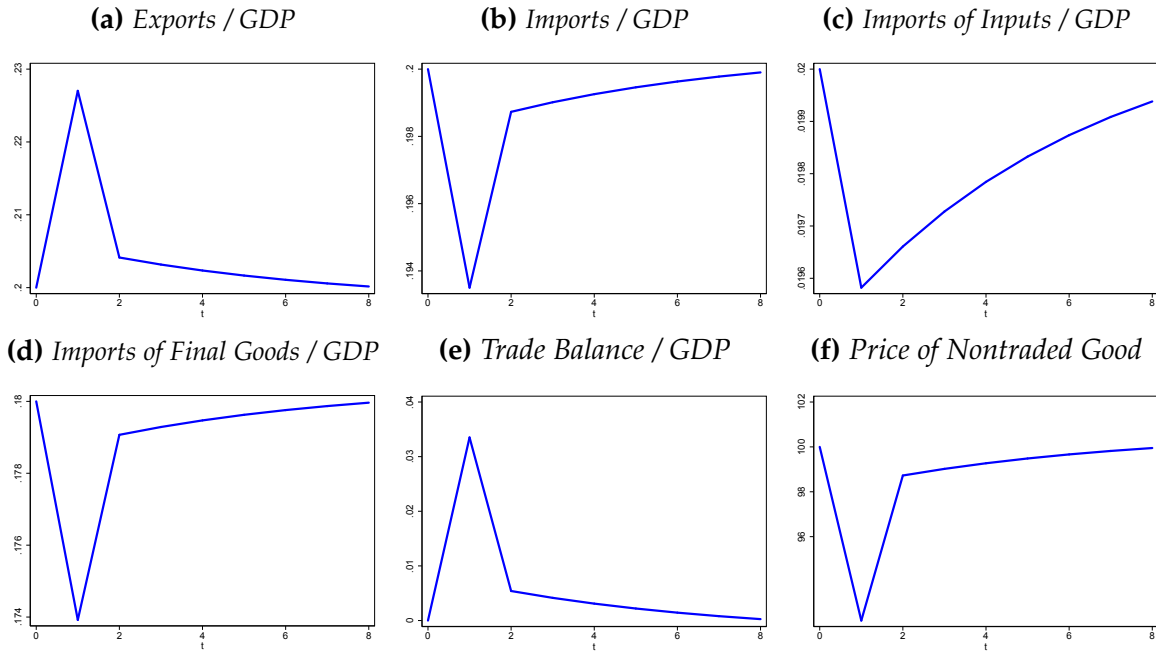 (a) Exports / GDP
(b) Imports / GDP
(c) Imports of Inputs / GDP
.23
.22
.21
.2
0 2 4 6 8
t
.2
.198
.196
.194
0 2 4 6 8
t
.02
.0199
.0198
.0197
.0196
0 2 4 6 8
t
(d) Imports of Final Goods / GDP
(e) Trade Balance / GDP
(f) Price of Nontraded Good
.18
.178
.176
.174
0 2 4 6 8
t
.04
.03
.02
.01
0
0 2 4 6 8
t
102
100
98
96
0 2 4 6 8
t